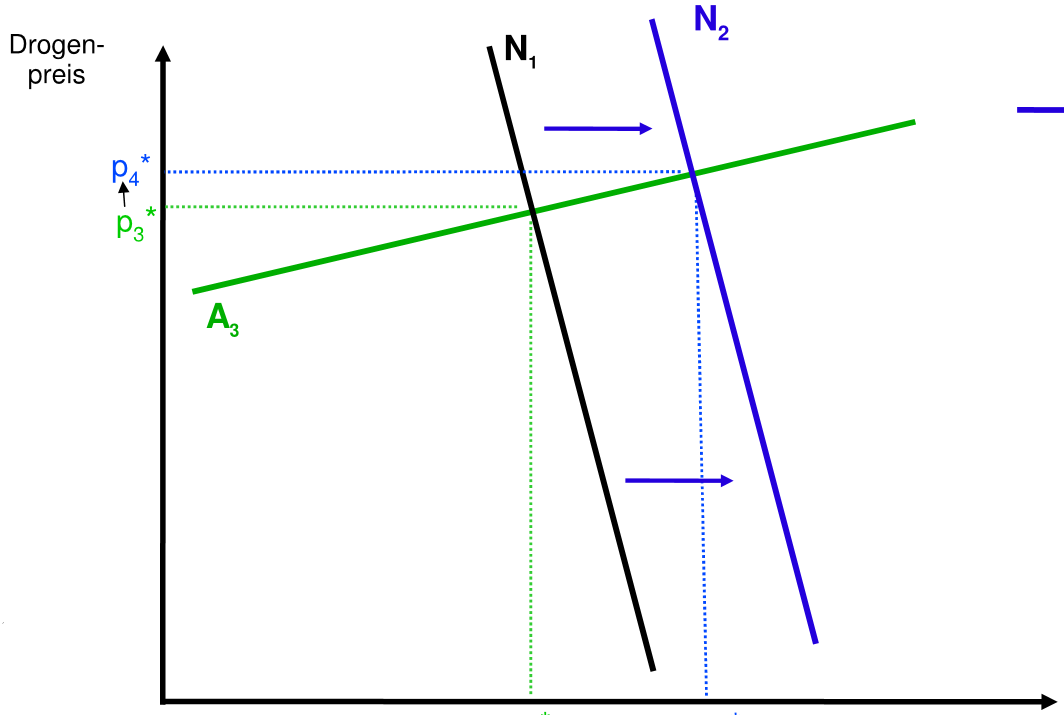 Drogen-
preis
N₁
N₂
p₄*
p₃*
A₃